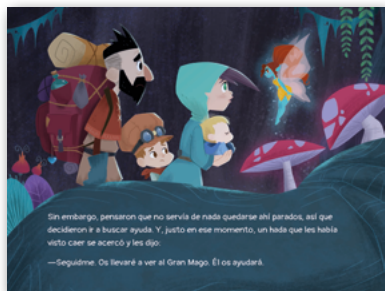 Sin embargo, pensaron que no servía de nada quedarse ahí parados, así que
decidieron ir a buscar ayuda. Y, justo en ese momento, un hada que les había
visto caer se acercó y les dijo:
—Seguidme. Os llevaré a ver al Gran Mago. Él os ayudará.